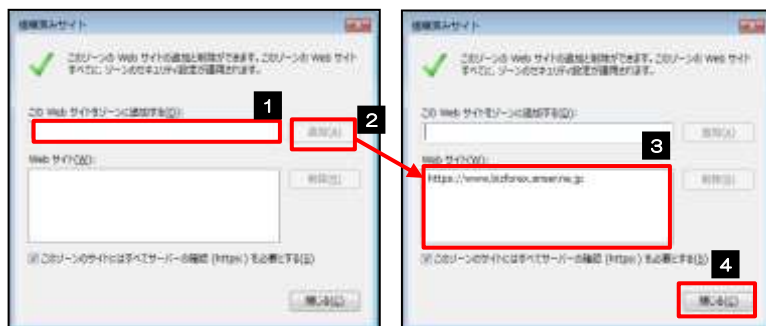 信頼済みサイト
このゾーンの Web サイトの追加と削除ができます。このゾーンの Web サイト
すべてに、ゾーンのセキュリティ設定が適用されます。
1
この Web サイトをゾーンに追加する(D):
追加(A)
2
Web サイト(W):
削除(R)
このゾーンのサイトにはすべてサーバーの確認 (https:) を必要とする(S)
閉じる(C)
信頼済みサイト
このゾーンの Web サイトの追加と削除ができます。このゾーンの Web サイト
すべてに、ゾーンのセキュリティ設定が適用されます。
この Web サイトをゾーンに追加する(D):
追加(A)
3
Web サイト(W):
https://www.bizforex.anser.ne.jp
削除(R)
このゾーンのサイトにはすべてサーバーの確認 (https:) を必要とする(S)
4
閉じる(C)